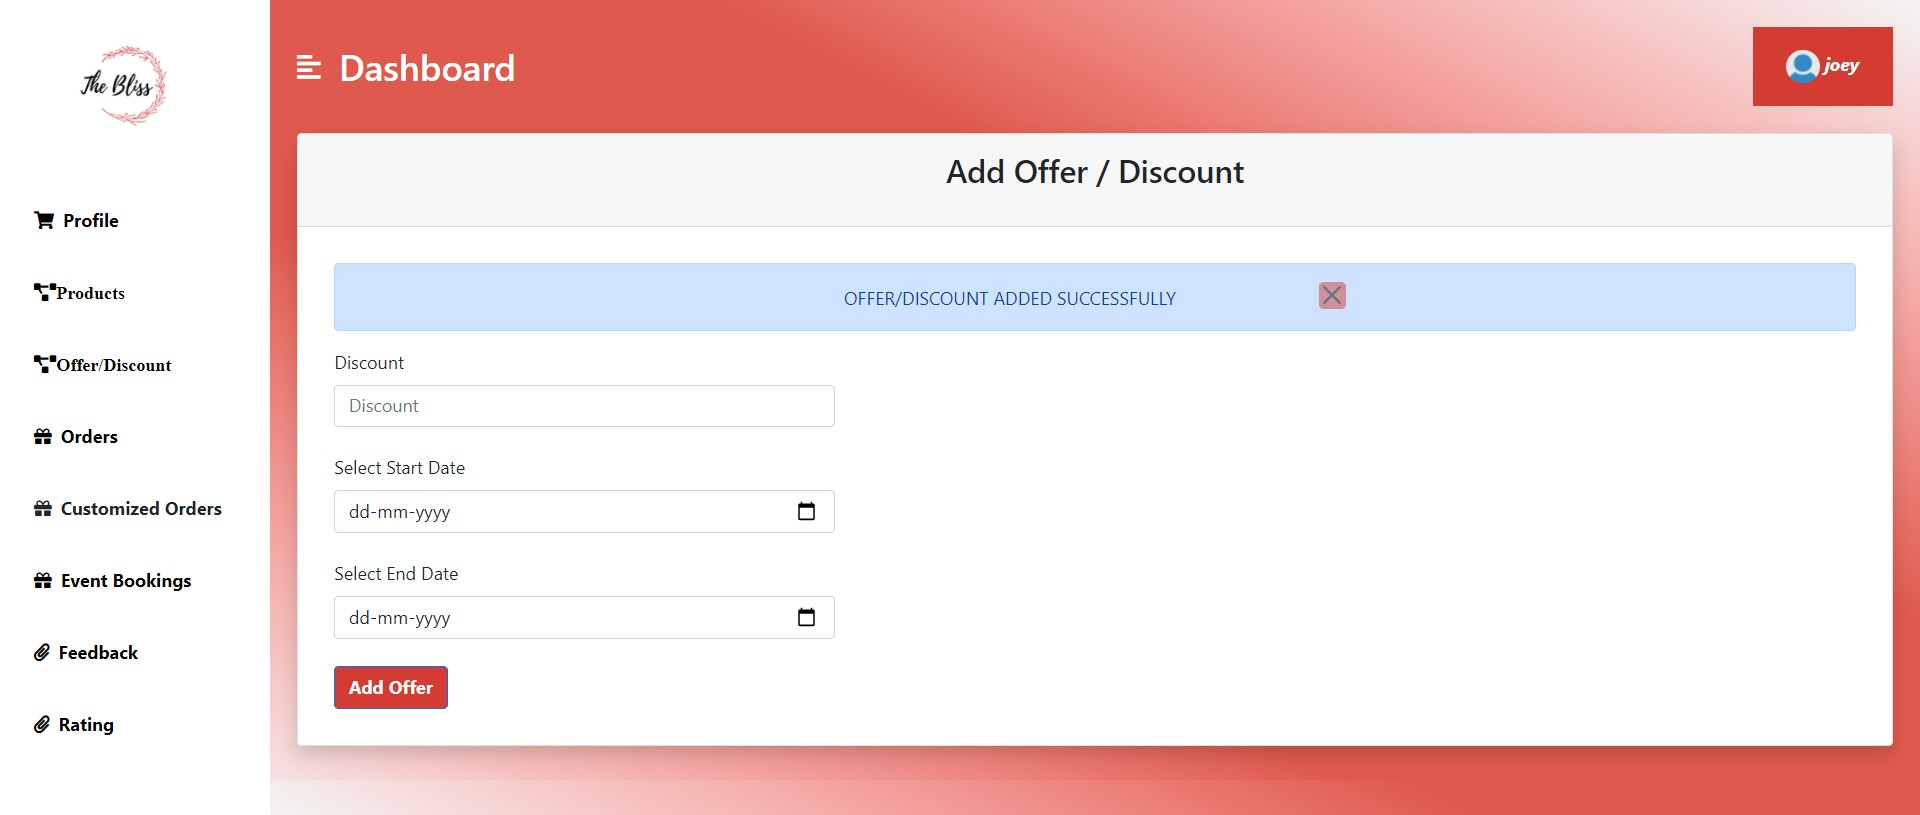 The Bliss
Profile
Products
Offer/Discount
Orders
Customized Orders
Event Bookings
Feedback
Rating
Dashboard
joey
Add Offer / Discount
OFFER/DISCOUNT ADDED SUCCESSFULLY
Discount
Discount
Select Start Date
dd-mm-yyyy
Select End Date
dd-mm-yyyy
Add Offer